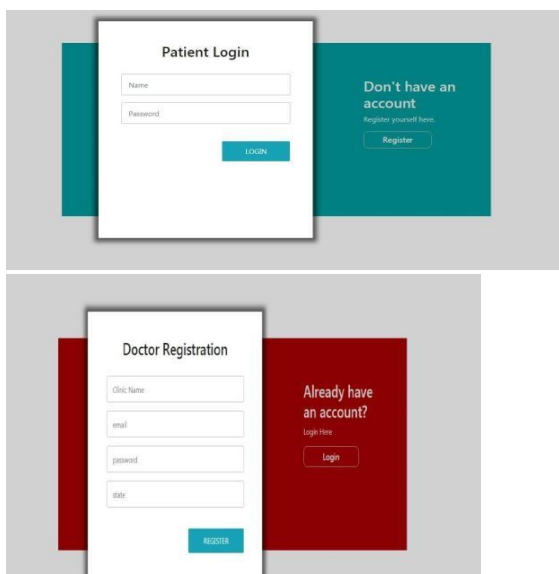 Patient Login
Name
Password
LOGIN
Don't have an
account
Register yourself here.
Register
Doctor Registration
Clinic Name
email
password
state
REGISTER
Already have
an account?
Login Here
Login